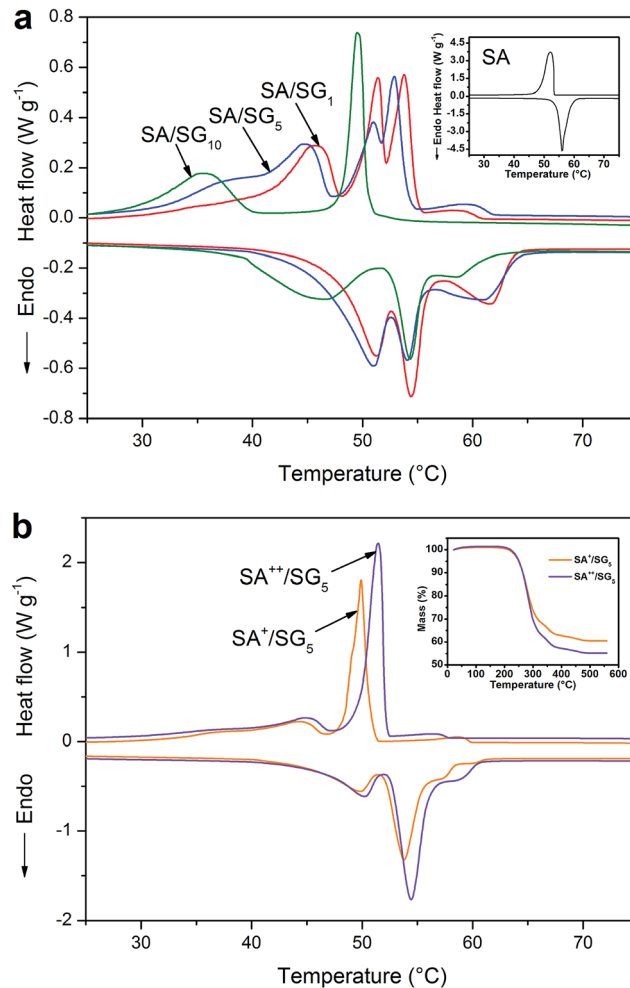 a
0.8
0.6
0.4
0.2
0.0
-0.2
-0.4
-0.6
-0.8
Heat flow (W g⁻¹)
← Endo
SA/SG₁₀
SA/SG₅
SA/SG₁
30
40
50
60
70
Temperature (°C)
SA
4.5
3.0
1.5
0.0
-1.5
-3.0
-4.5
← Endo Heat flow (W g⁻¹)
30
40
50
60
70
Temperature (°C)
b
2
1
0
-1
-2
Heat flow (W g⁻¹)
← Endo
SA⁺⁺/SG₅
SA⁺/SG₅
30
40
50
60
70
Temperature (°C)
100
90
80
70
60
50
Mass (%)
SA⁺/SG₅
SA⁺⁺/SG₅
0
100
200
300
400
500
600
Temperature (°C)